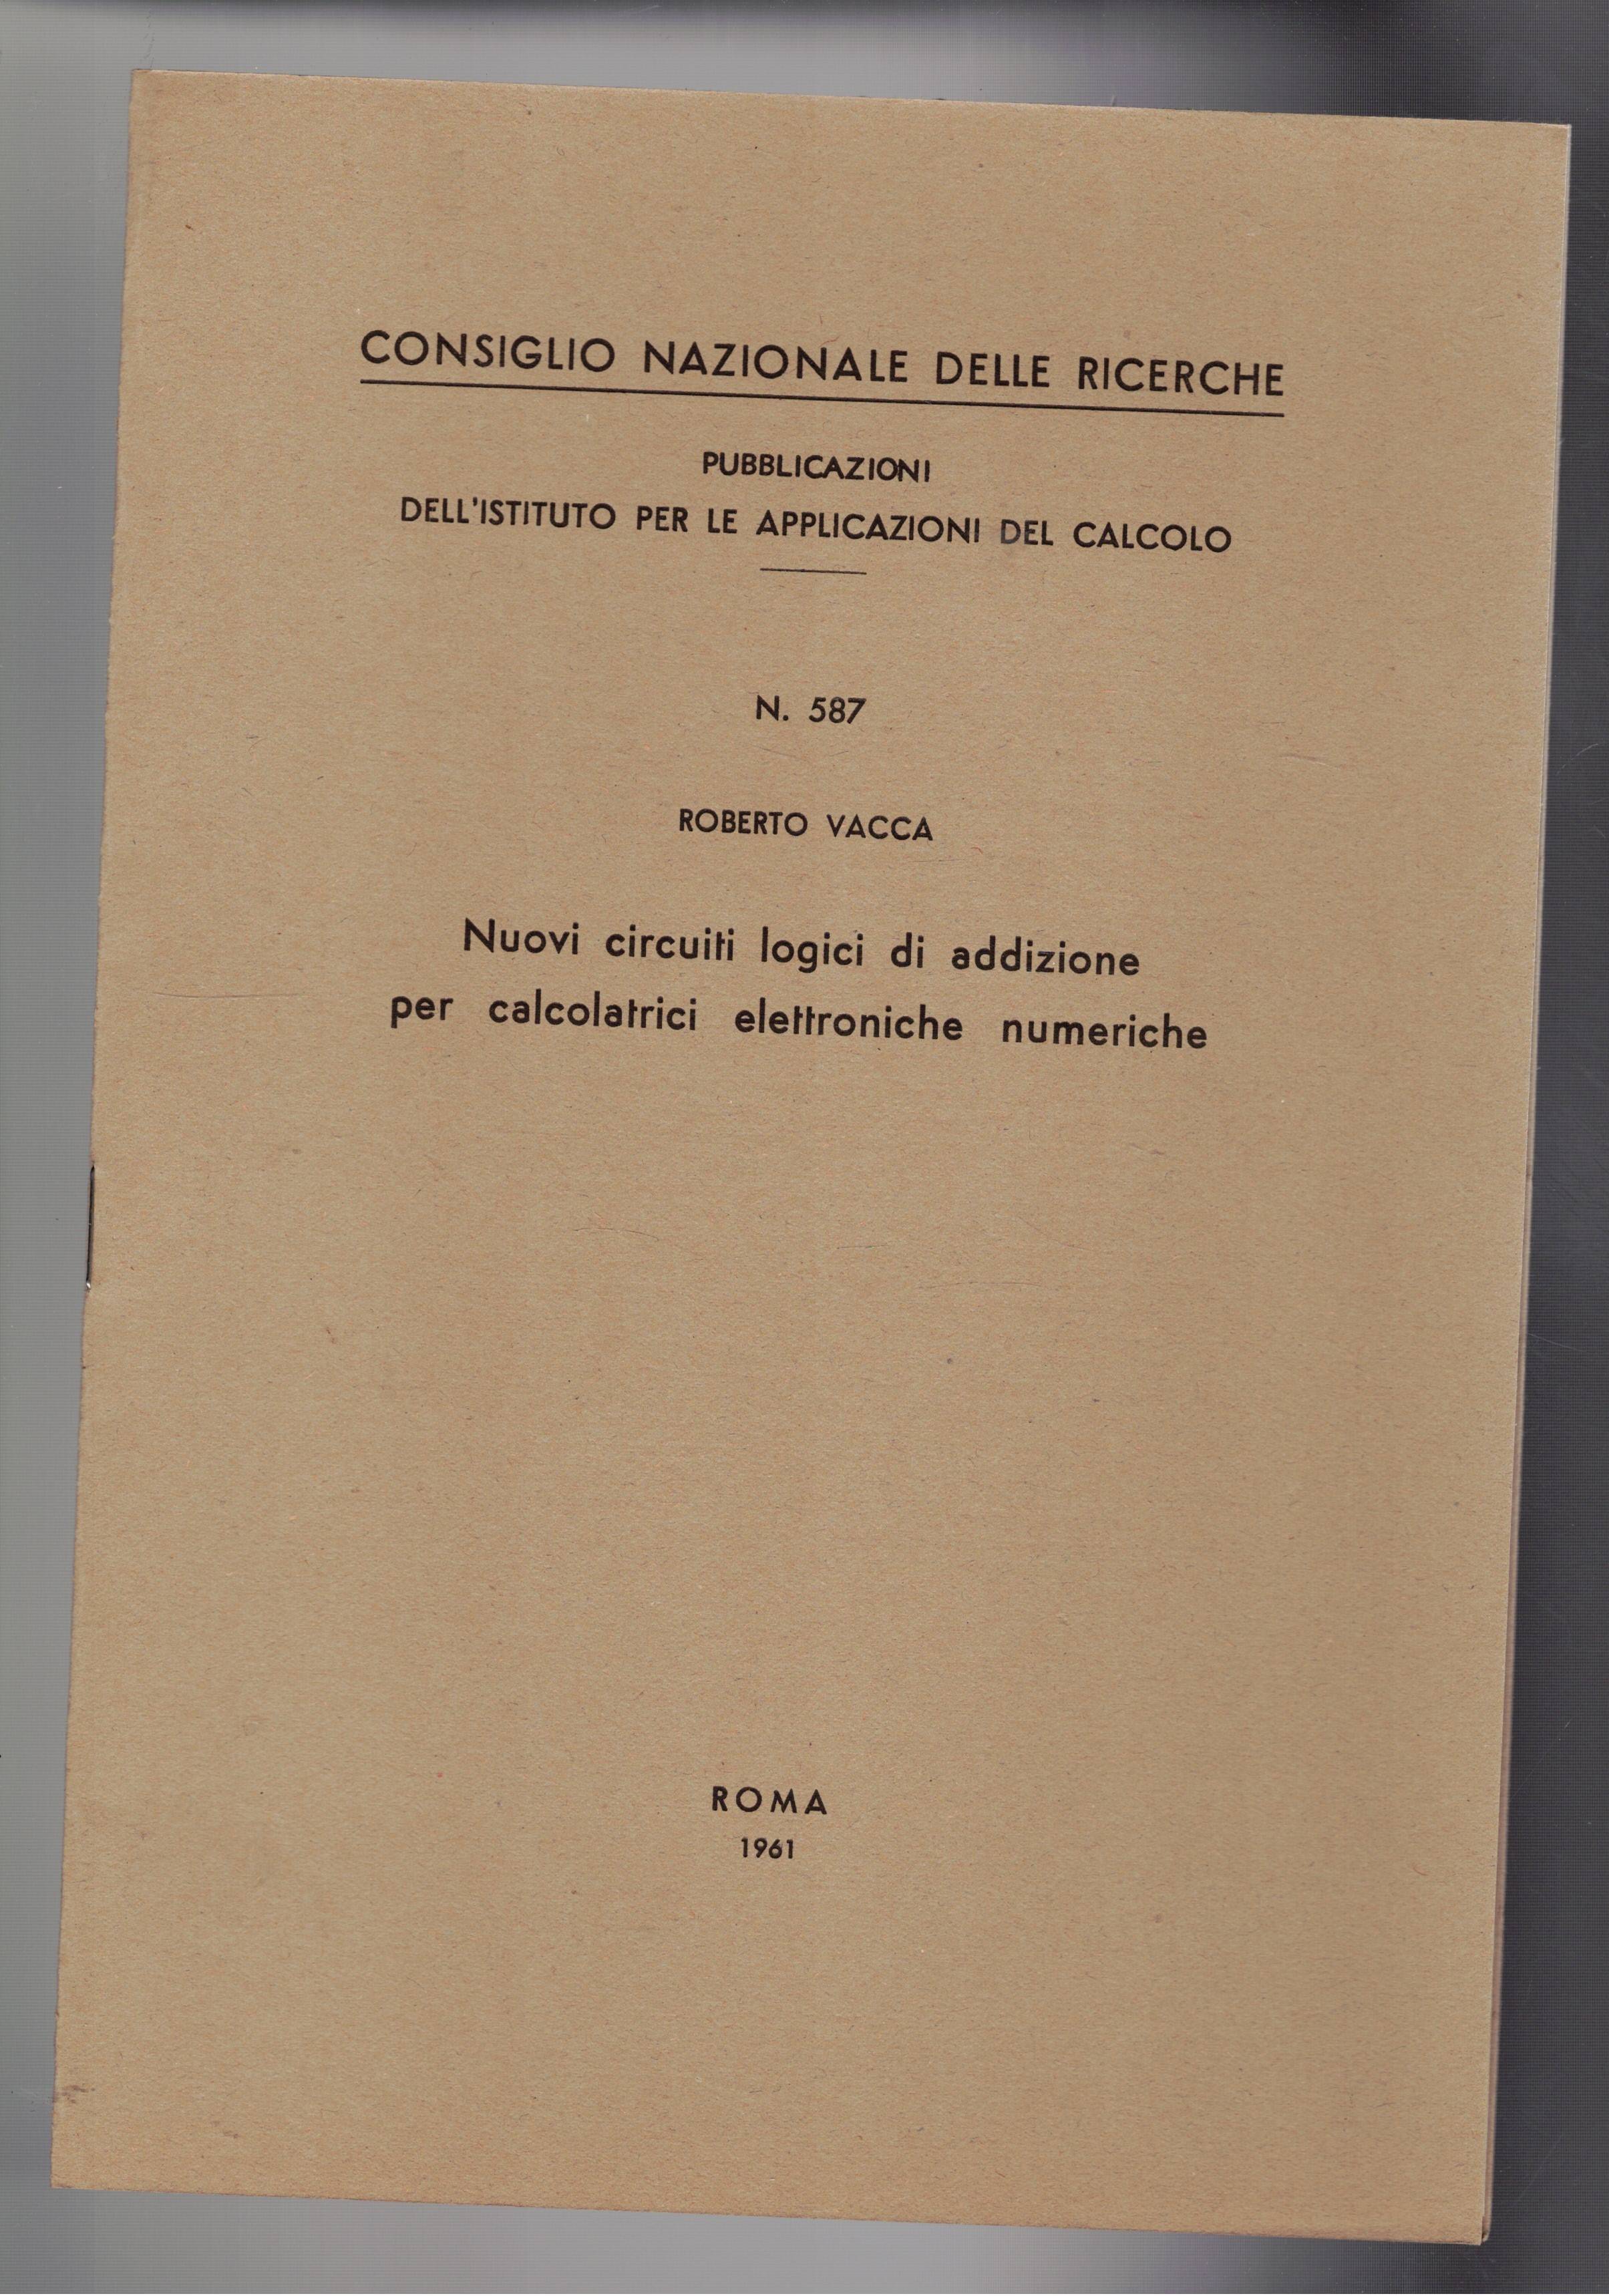 CONSIGLIO NAZIONALE DELLE RICERCHE
PUBBLICAZIONI
DELL'ISTITUTO PER LE APPLICAZIONI DEL CALCOLO
N. 587
ROBERTO VACCA
Nuovi circuiti logici di addizione
per calcolatrici elettroniche numeriche
ROMA
1961